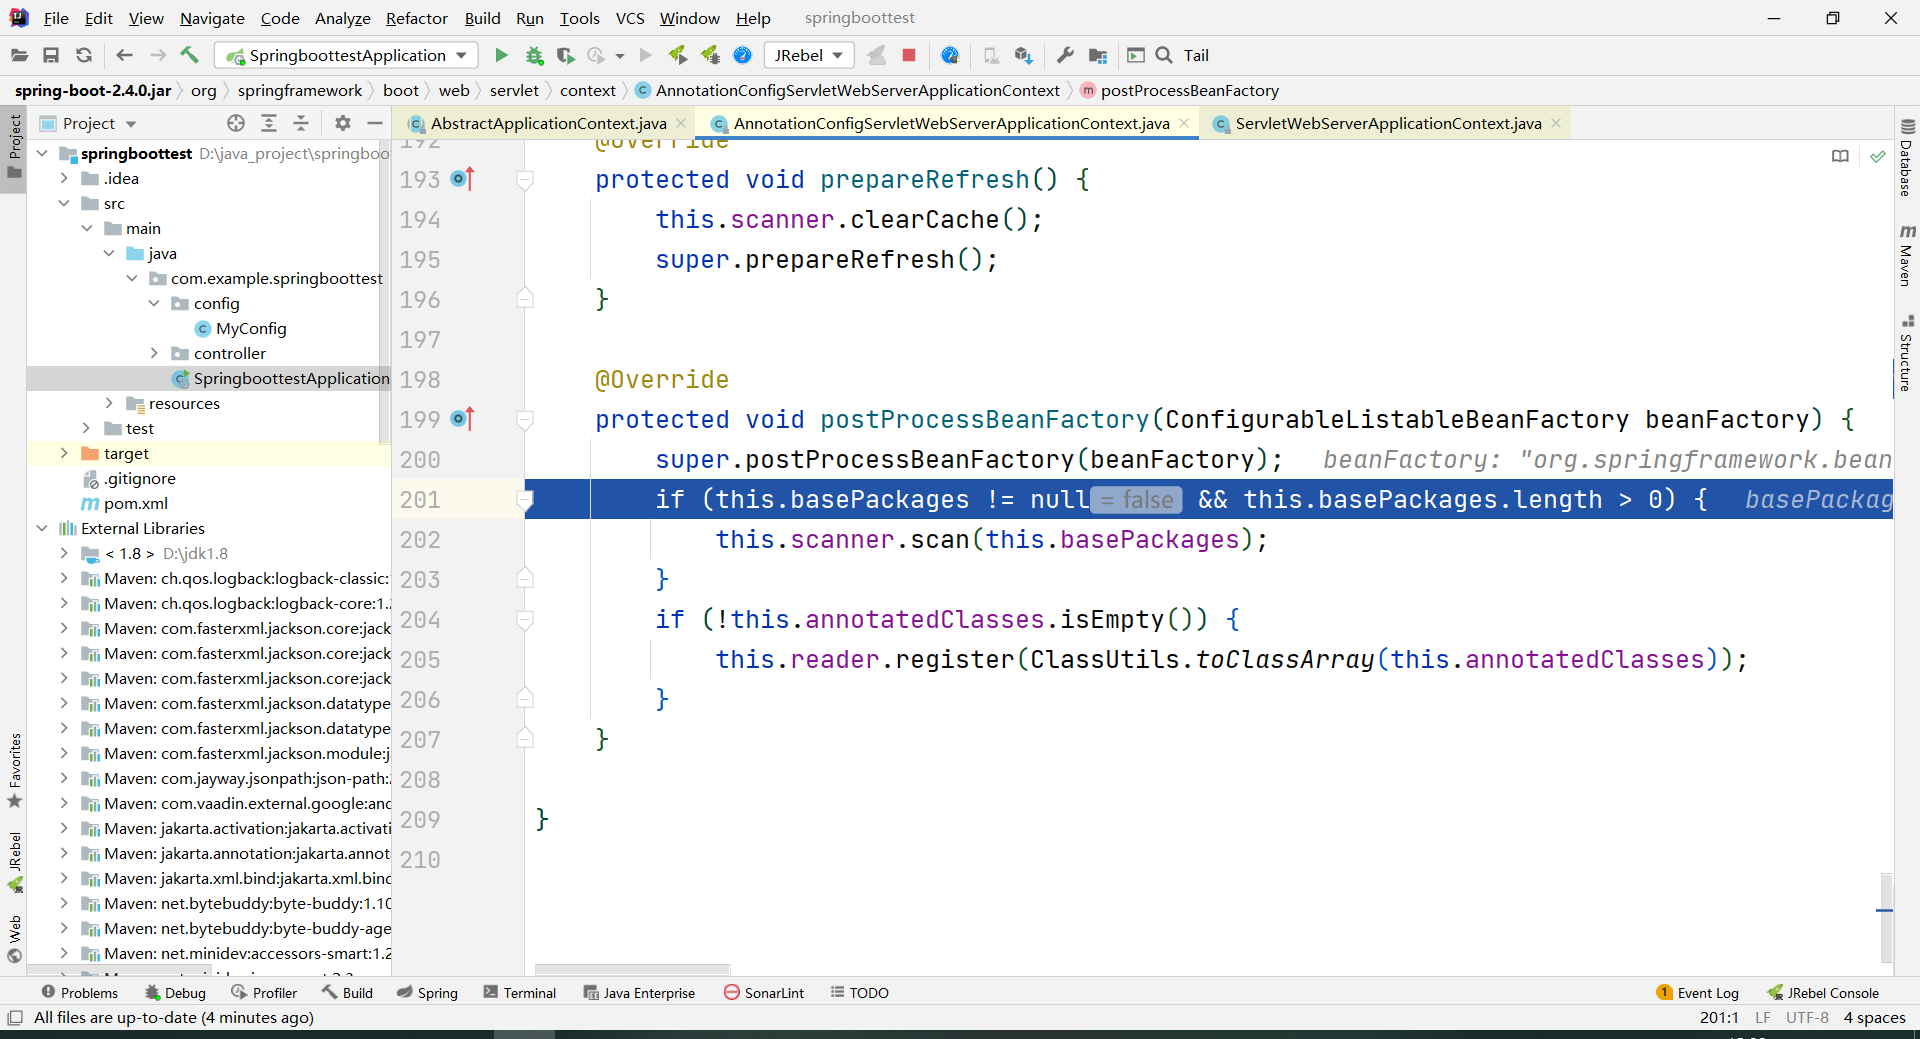 File Edit View Navigate Code Analyze Refactor Build Run Tools VCS Window Help springboottest
SpringboottestApplication JRebel Tail
spring-boot-2.4.0.jar org springframework boot web servlet context AnnotationConfigServletWebServerApplicationContext postProcessBeanFactory
Project AbstractApplicationContext.java AnnotationConfigServletWebServerApplicationContext.java ServletWebServerApplicationContext.java
Project
Favorites
JRebel
Web
springboottest D:\java_project\springboo
.idea
src
main
java
com.example.springboottest
config
MyConfig
controller
SpringboottestApplication
resources
test
target
.gitignore
pom.xml
External Libraries
< 1.8 > D:\jdk1.8
Maven: ch.qos.logback:logback-classic:
Maven: ch.qos.logback:logback-core:1.2
Maven: com.fasterxml.jackson.core:jack
Maven: com.fasterxml.jackson.core:jack
Maven: com.fasterxml.jackson.core:jack
Maven: com.fasterxml.jackson.datatype
Maven: com.fasterxml.jackson.datatype
Maven: com.fasterxml.jackson.module:j
Maven: com.jayway.jsonpath:json-path:
Maven: com.vaadin.external.google:and
Maven: jakarta.activation:jakarta.activati
Maven: jakarta.annotation:jakarta.annot
Maven: jakarta.xml.bind:jakarta.xml.bind
Maven: net.bytebuddy:byte-buddy:1.10
Maven: net.bytebuddy:byte-buddy-age
Maven: net.minidev:accessors-smart:1.2
192 @Override
193 protected void prepareRefresh() {
194 this.scanner.clearCache();
195 super.prepareRefresh();
196 }
197
198 @Override
199 protected void postProcessBeanFactory(ConfigurableListableBeanFactory beanFactory) {
200 super.postProcessBeanFactory(beanFactory); beanFactory: "org.springframework.bean
201 if (this.basePackages != null = false && this.basePackages.length > 0) { basePackag
202 this.scanner.scan(this.basePackages);
203 }
204 if (!this.annotatedClasses.isEmpty()) {
205 this.reader.register(ClassUtils.toClassArray(this.annotatedClasses));
206 }
207 }
208
209 }
210
Database
Maven
Structure
Problems Debug Profiler Build Spring Terminal Java Enterprise SonarLint TODO 1 Event Log JRebel Console
All files are up-to-date (4 minutes ago) 201:1 LF UTF-8 4 spaces